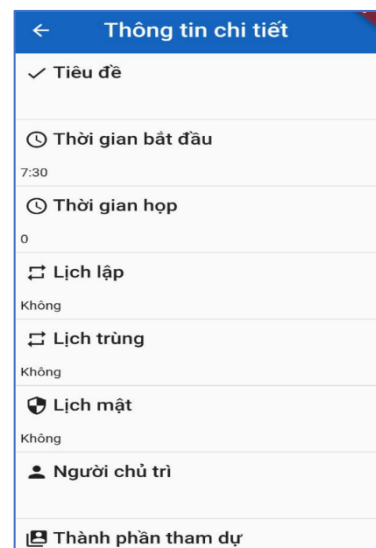 Thông tin chi tiết
Tiêu đề
Thời gian bắt đầu
7:30
Thời gian họp
0
Lịch lập
Không
Lịch trùng
Không
Lịch mật
Không
Người chủ trì
Thành phần tham dự